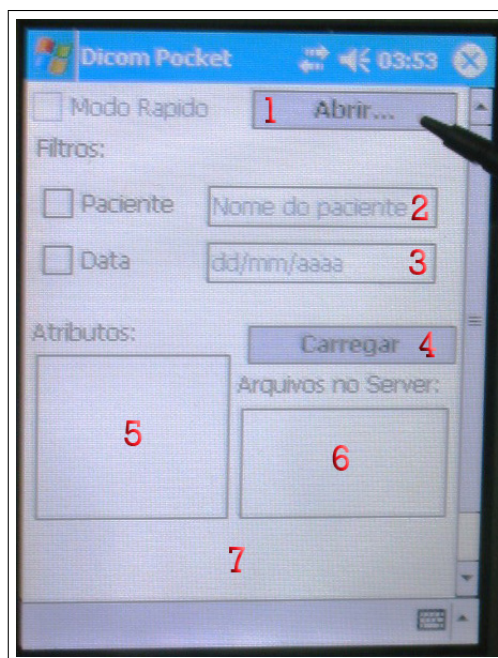 Dicom Pocket 03:53
Modo Rapido 1 Abrir...
Filtros:
Paciente Nome do paciente 2
Data dd/mm/aaaa 3
Atributos: Carregar 4
Arquivos no Server:
5
6
7